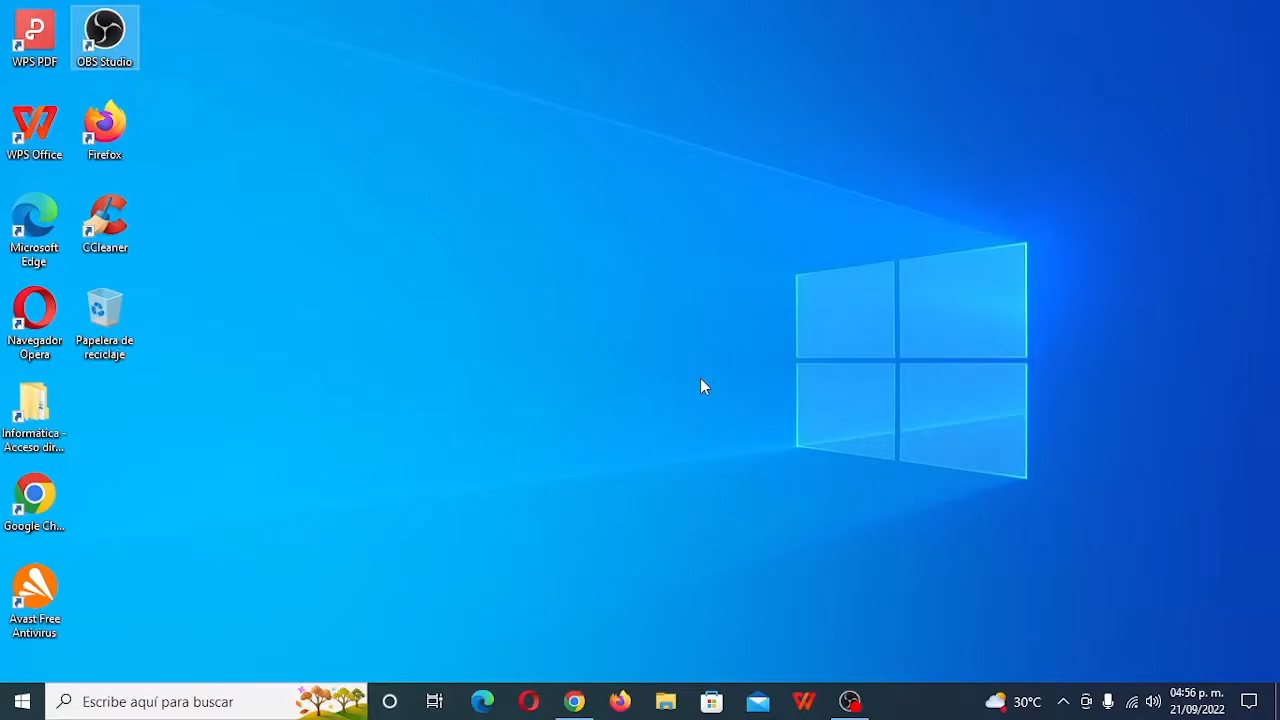 WPS PDF
OBS Studio
WPS Office
Firefox
Microsoft
Edge
CCleaner
Navegador
Opera
Papelera de
reciclaje
Informática -
Acceso dir...
Google Ch...
Avast Free
Antivirus
Escribe aquí para buscar
30°C
04:56 p. m.
21/09/2022